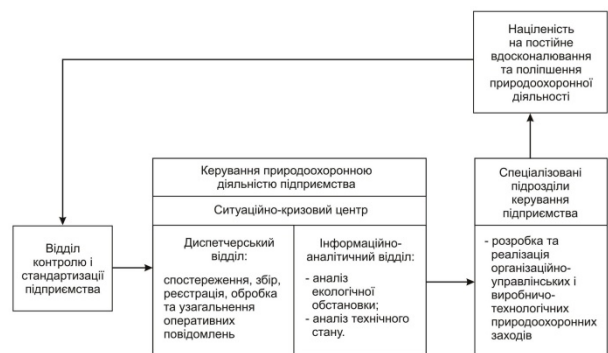 Націленість
на постійне
вдосконалювання
та поліпшення
природоохоронної
діяльності
Керування природоохоронною
діяльністю підприємства
Ситуаційно-кризовий центр
Відділ
контролю і
стандартизації
підприємства
Диспетчерський
відділ:
спостереження, збір,
реєстрація, обробка
та узагальнення
оперативних
повідомлень
Інформаційно-
аналітичний відділ:
- аналіз
екологічної
обстановки;
- аналіз технічного
стану.
Спеціалізовані
підрозділи
керування
підприємства
- розробка та
реалізація
організаційно-
управлінських і
виробничо-
технологічних
природоохоронних
заходів